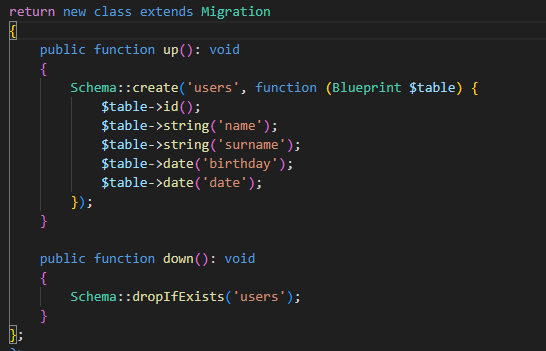 return new class extends Migration
{
    public function up(): void
    {
        Schema::create('users', function (Blueprint $table) {
            $table->id();
            $table->string('name');
            $table->string('surname');
            $table->date('birthday');
            $table->date('date');
        });
    }

    public function down(): void
    {
        Schema::dropIfExists('users');
    }
};